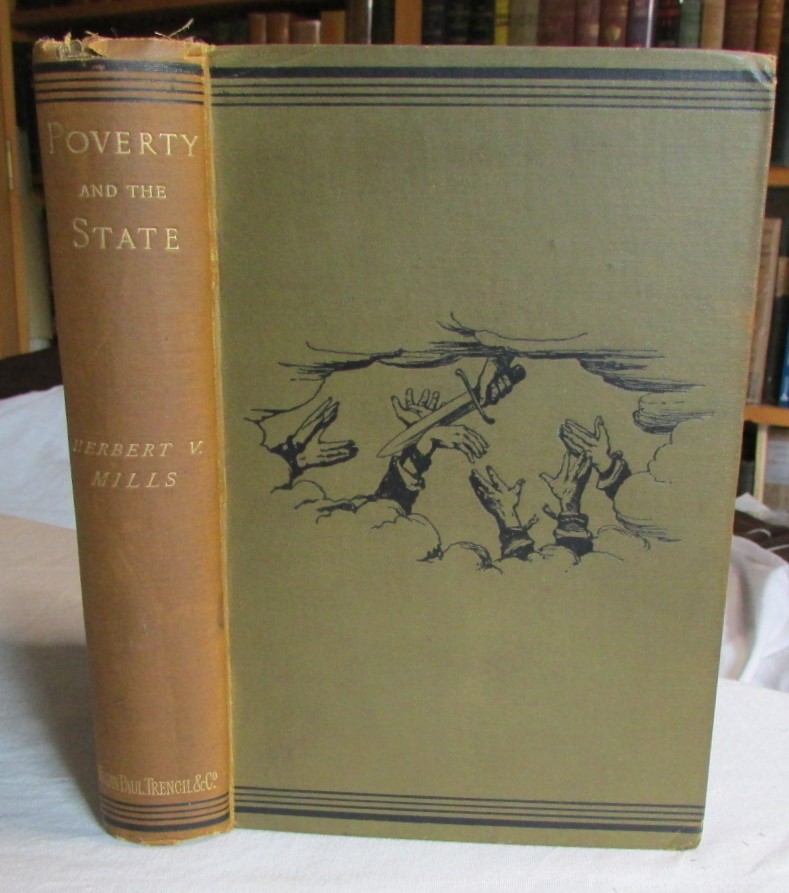 POVERTY
AND THE
STATE
HERBERT V.
MILLS
KEGAN PAUL, TRENCH, & Co